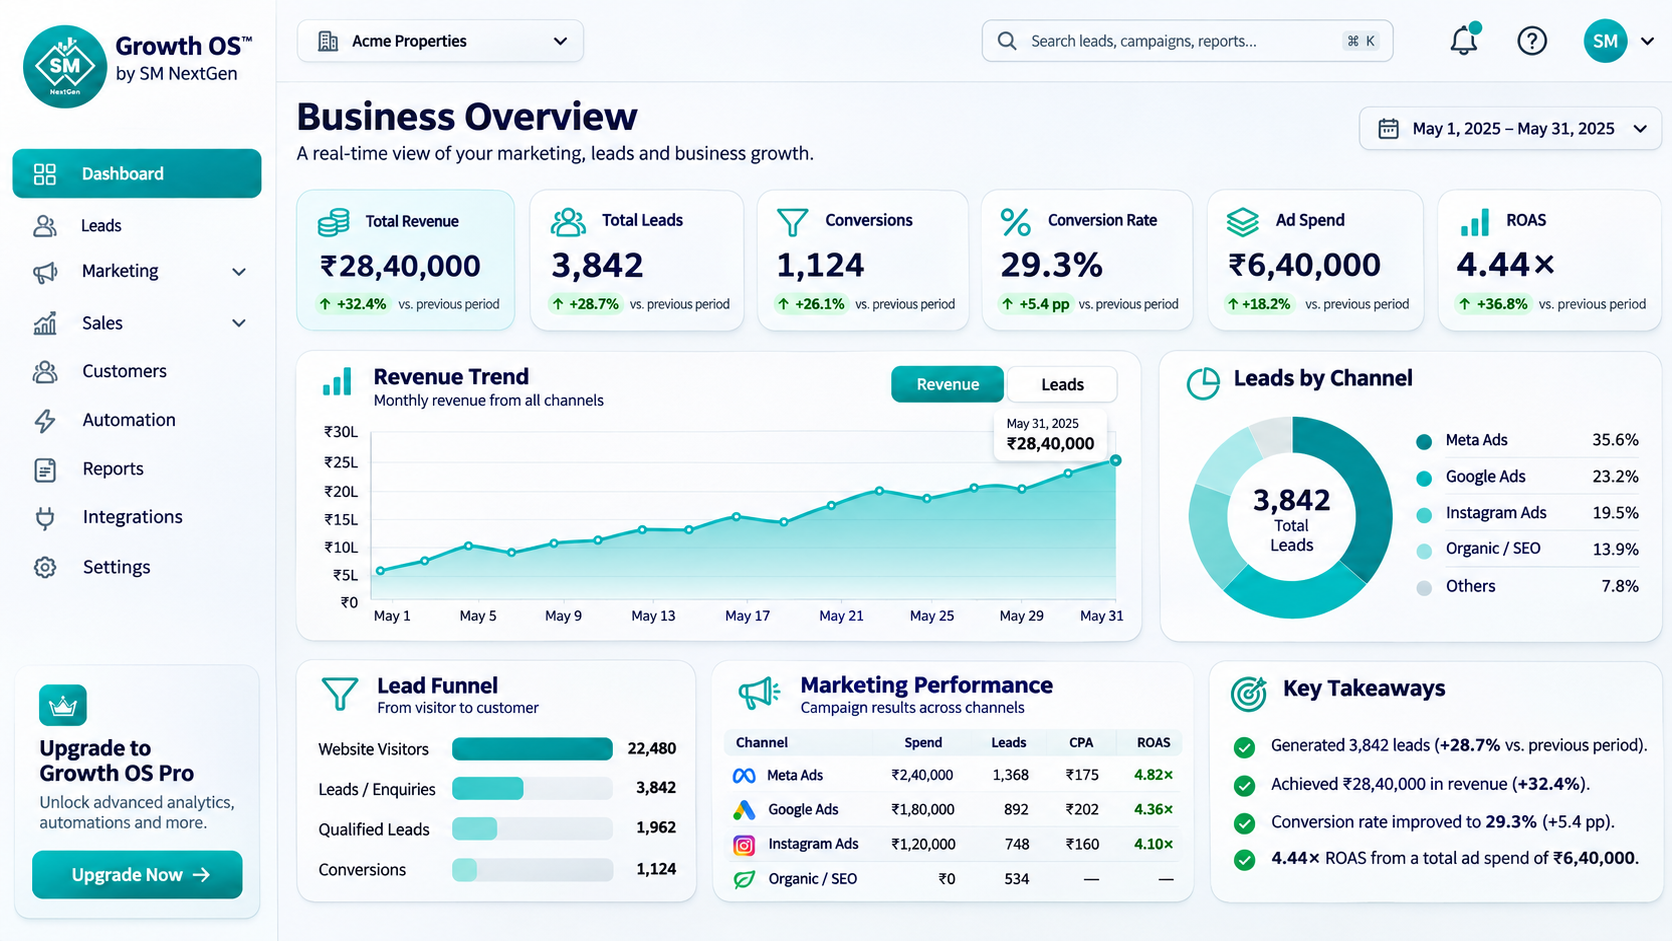 SM
NextGen
Growth OS™
by SM NextGen
Dashboard
Leads
Marketing
Sales
Customers
Automation
Reports
Integrations
Settings
Upgrade to
Growth OS Pro
Unlock advanced analytics,
automations and more.
Upgrade Now →
Acme Properties
Search leads, campaigns, reports...
⌘ K
SM
Business Overview
A real-time view of your marketing, leads and business growth.
May 1, 2025 – May 31, 2025
Total Revenue
₹28,40,000
↑ +32.4% vs. previous period
Total Leads
3,842
↑ +28.7% vs. previous period
Conversions
1,124
↑ +26.1% vs. previous period
Conversion Rate
29.3%
↑ +5.4 pp vs. previous period
Ad Spend
₹6,40,000
↑ +18.2% vs. previous period
ROAS
4.44×
↑ +36.8% vs. previous period
Revenue Trend
Monthly revenue from all channels
Revenue
Leads
May 31, 2025
₹28,40,000
₹30L
₹25L
₹20L
₹15L
₹10L
₹5L
₹0
May 1 May 5 May 9 May 13 May 17 May 21 May 25 May 29 May 31
Leads by Channel
3,842
Total
Leads
Meta Ads 35.6%
Google Ads 23.2%
Instagram Ads 19.5%
Organic / SEO 13.9%
Others 7.8%
Lead Funnel
From visitor to customer
Website Visitors 22,480
Leads / Enquiries 3,842
Qualified Leads 1,962
Conversions 1,124
Marketing Performance
Campaign results across channels
Channel Spend Leads CPA ROAS
Meta Ads ₹2,40,000 1,368 ₹175 4.82×
Google Ads ₹1,80,000 892 ₹202 4.36×
Instagram Ads ₹1,20,000 748 ₹160 4.10×
Organic / SEO ₹0 534 — —
Key Takeaways
Generated 3,842 leads (+28.7% vs. previous period).
Achieved ₹28,40,000 in revenue (+32.4%).
Conversion rate improved to 29.3% (+5.4 pp).
4.44× ROAS from a total ad spend of ₹6,40,000.